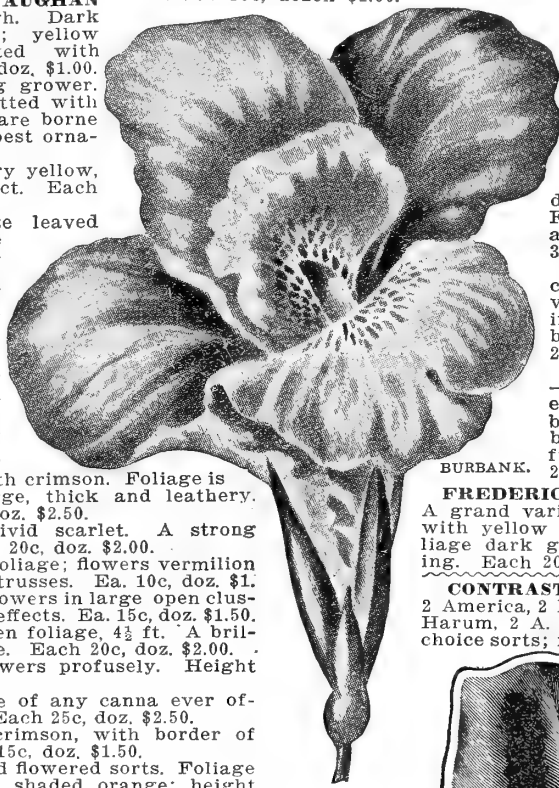 AUGHAN
rh. Dark
; yellow
ked with
doz. $1.00.
g grower.
tted with
are borne
best orna-
ry yellow,
ct. Each
ze leaved
th crimson. Foliage is
ge, thick and leathery.
oz. $2.50.
ivid scarlet. A strong
20c, doz. $2.00.
oliage; flowers vermilion
trusses. Ea. 10c, doz. $1.
owers in large open clus-
effects. Ea. 15c, doz. $1.50.
en foliage, 4½ ft. A bril-
e. Each 20c, doz. $2.00.
wers profusely. Height
e of any canna ever of-
Each 25c, doz. $2.50.
crimson, with border of
15c, doz. $1.50.
d flowered sorts. Foliage
shaded orange; height
BURBANK.
FREDERIC
A grand vari
with yellow
liage dark g
ing. Each 20
CONTRAST
2 America, 2
Harum, 2 A.
choice sorts;